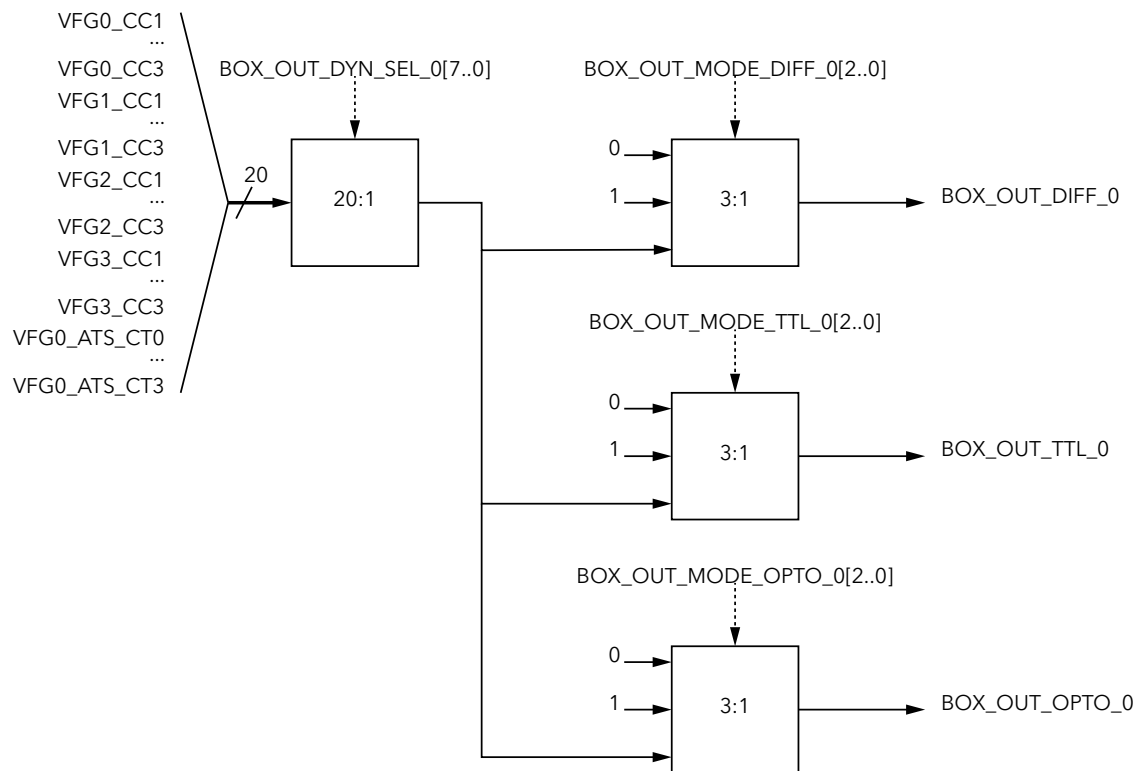 VFG0_CC1
...
VFG0_CC3
VFG1_CC1
...
VFG1_CC3
VFG2_CC1
...
VFG2_CC3
VFG3_CC1
...
VFG3_CC3
VFG0_ATS_CT0
...
VFG0_ATS_CT3
20
BOX_OUT_DYN_SEL_0[7..0]
20:1
BOX_OUT_MODE_DIFF_0[2..0]
0
1
3:1
BOX_OUT_DIFF_0
BOX_OUT_MODE_TTL_0[2..0]
0
1
3:1
BOX_OUT_TTL_0
BOX_OUT_MODE_OPTO_0[2..0]
0
1
3:1
BOX_OUT_OPTO_0